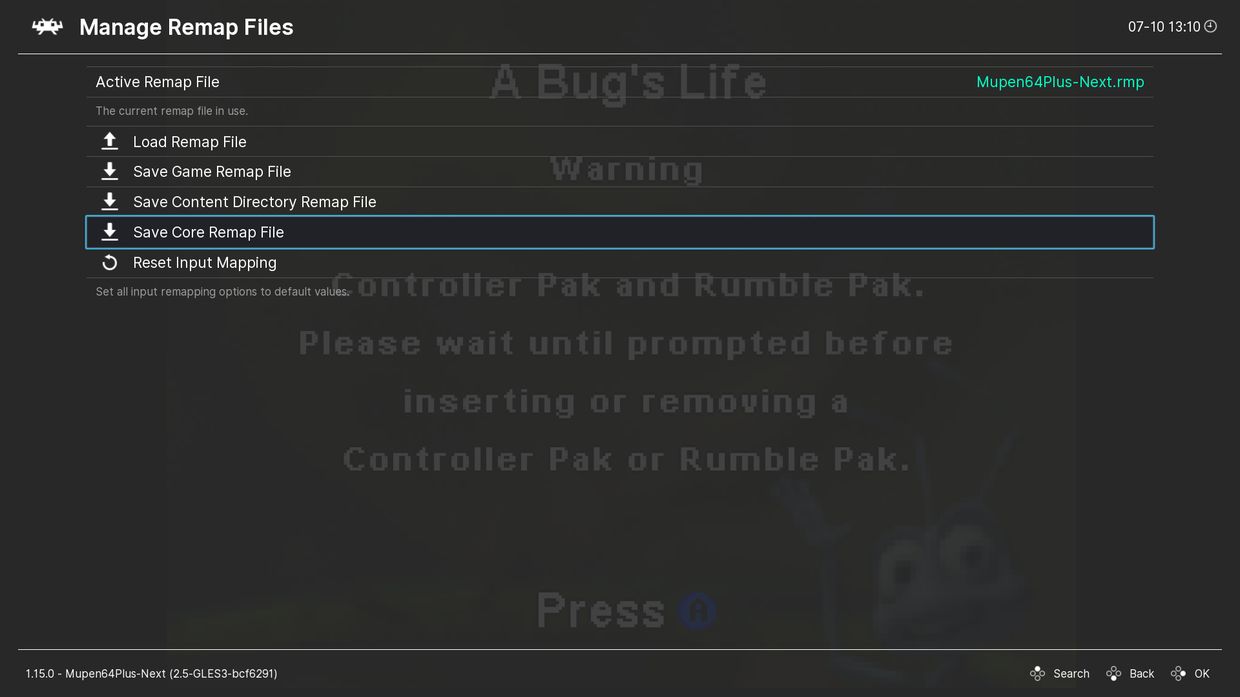 Manage Remap Files
07-10 13:10
Active Remap File
Mupen64Plus-Next.rmp
A Bug's Life
The current remap file in use.
Load Remap File
Save Game Remap File
Warning
Save Content Directory Remap File
Save Core Remap File
Reset Input Mapping
Set all input remapping options to default values.
Controller Pak and Rumble Pak.
Please wait until prompted before
inserting or removing a
Controller Pak or Rumble Pak.
Press A
1.15.0 - Mupen64Plus-Next (2.5-GLES3-bcf6291)
Search
Back
OK